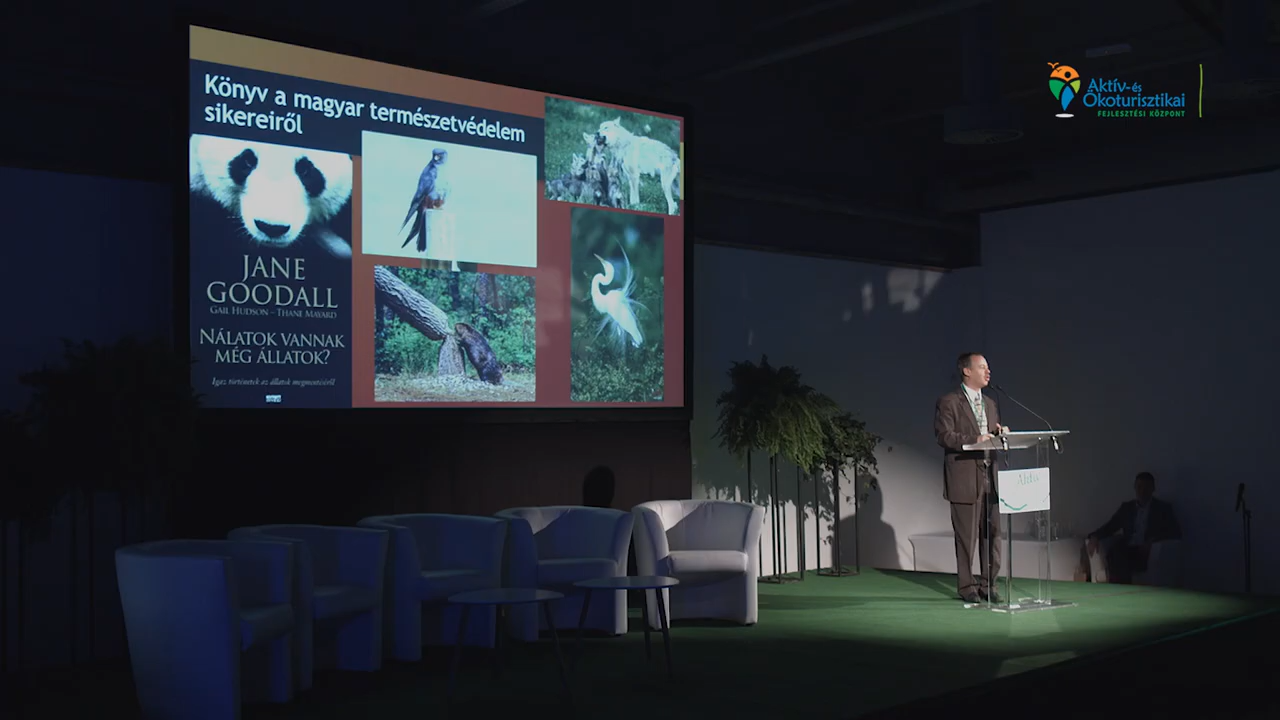 Könyv a magyar természetvédelem
sikereiről
JANE
GOODALL
GAIL HUDSON – THANE MAYARD
NÁLATOK VANNAK
MÉG ÁLLATOK?
Igaz történetek az állatok megmentéséről
Aktív-és
Ökoturisztikai
FEJLESZTÉSI KÖZPONT